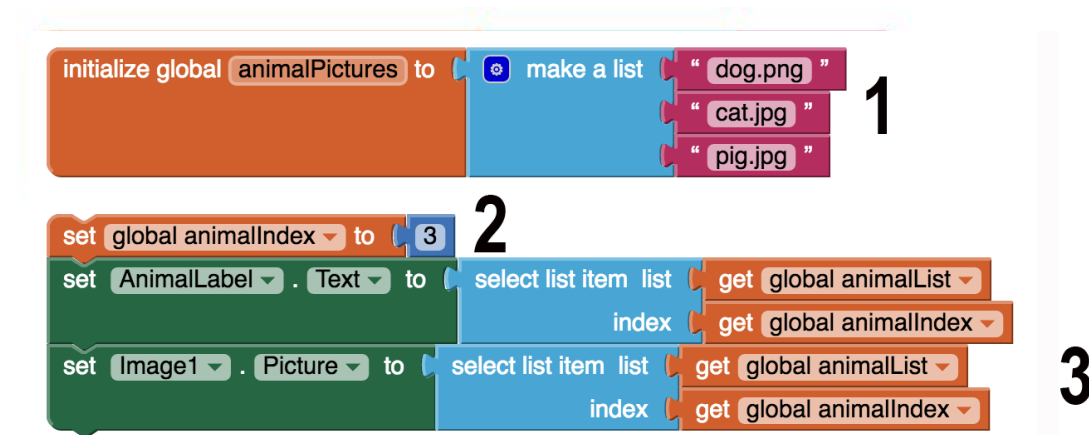 initialize global animalPictures to make a list " dog.png "
1
" cat.jpg "
" pig.jpg "
set global animalIndex to 3
2
set AnimalLabel . Text to select list item list get global animalList
index get global animalIndex
set Image1 . Picture to select list item list get global animalList
3
index get global animalIndex